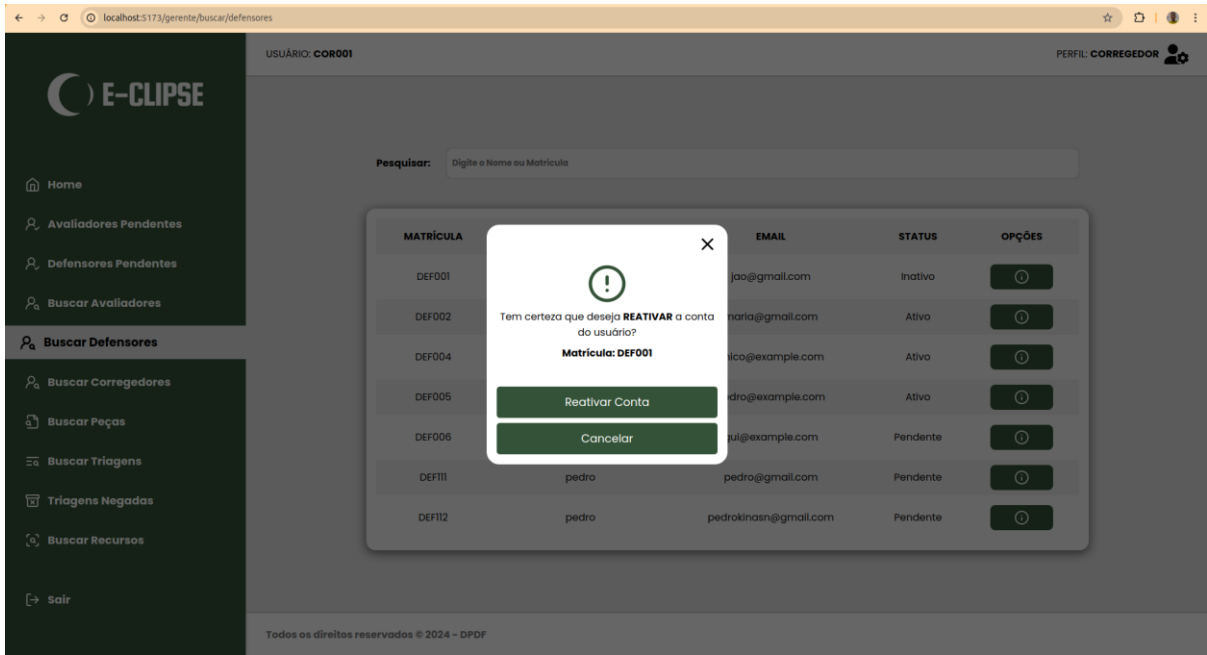 localhost:5173/gerente/buscar/defensores
E-CLIPSE
USUÁRIO: COR001
PERFIL: CORREGEDOR
Home
Avaliadores Pendentes
Defensores Pendentes
Buscar Avaliadores
Buscar Defensores
Buscar Corregedores
Buscar Peças
Buscar Triagens
Triagens Negadas
Buscar Recursos
Sair
Pesquisar: Digite o Nome ou Matrícula
MATRÍCULA EMAIL STATUS OPÇÕES
DEF001 jao@gmail.com Inativo
DEF002 maria@gmail.com Ativo
DEF004 ico@example.com Ativo
DEF005 dro@example.com Ativo
DEF006 gui@example.com Pendente
DEF111 pedro pedro@gmail.com Pendente
DEF112 pedro pedrokinasn@gmail.com Pendente
Tem certeza que deseja REATIVAR a conta
do usuário?
Matrícula: DEF001
Reativar Conta
Cancelar
Todos os direitos reservados © 2024 - DPDF